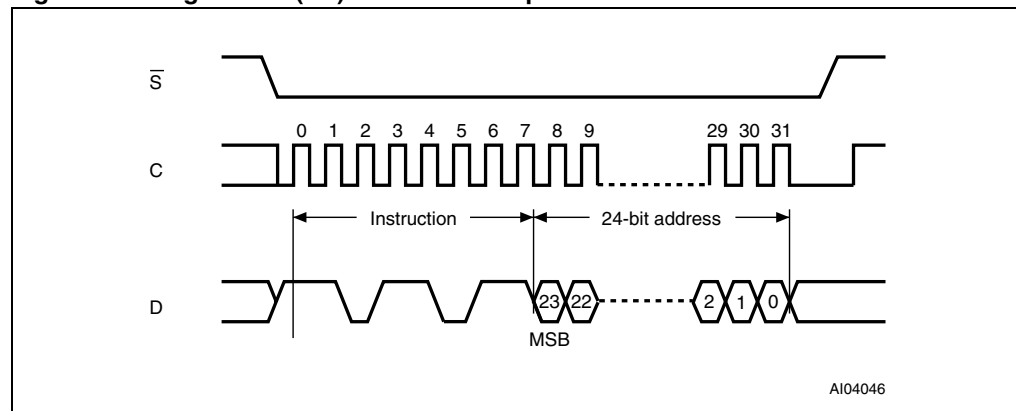 S
0 1 2 3 4 5 6 7 8 9 29 30 31
C
Instruction 24-bit address
D 23 22 2 1 0
MSB
AI04046